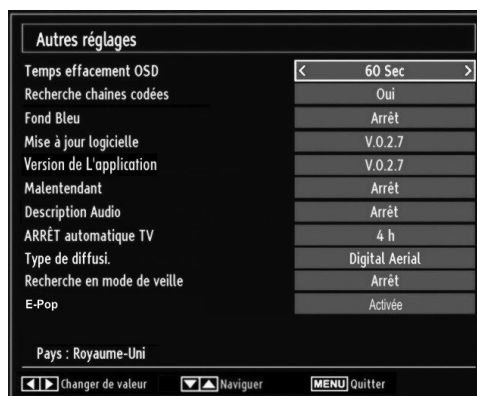 Autres réglages
Temps effacement OSD < 60 Sec >
Recherche chaînes codées Oui
Fond Bleu Arrêt
Mise à jour logicielle V.0.2.7
Version de L'application V.0.2.7
Malentendant Arrêt
Description Audio Arrêt
ARRÊT automatique TV 4 h
Type de diffusi. Digital Aerial
Recherche en mode de veille Arrêt
E-Pop Activée
Pays : Royaume-Uni
Changer de valeur Naviguer MENU Quitter